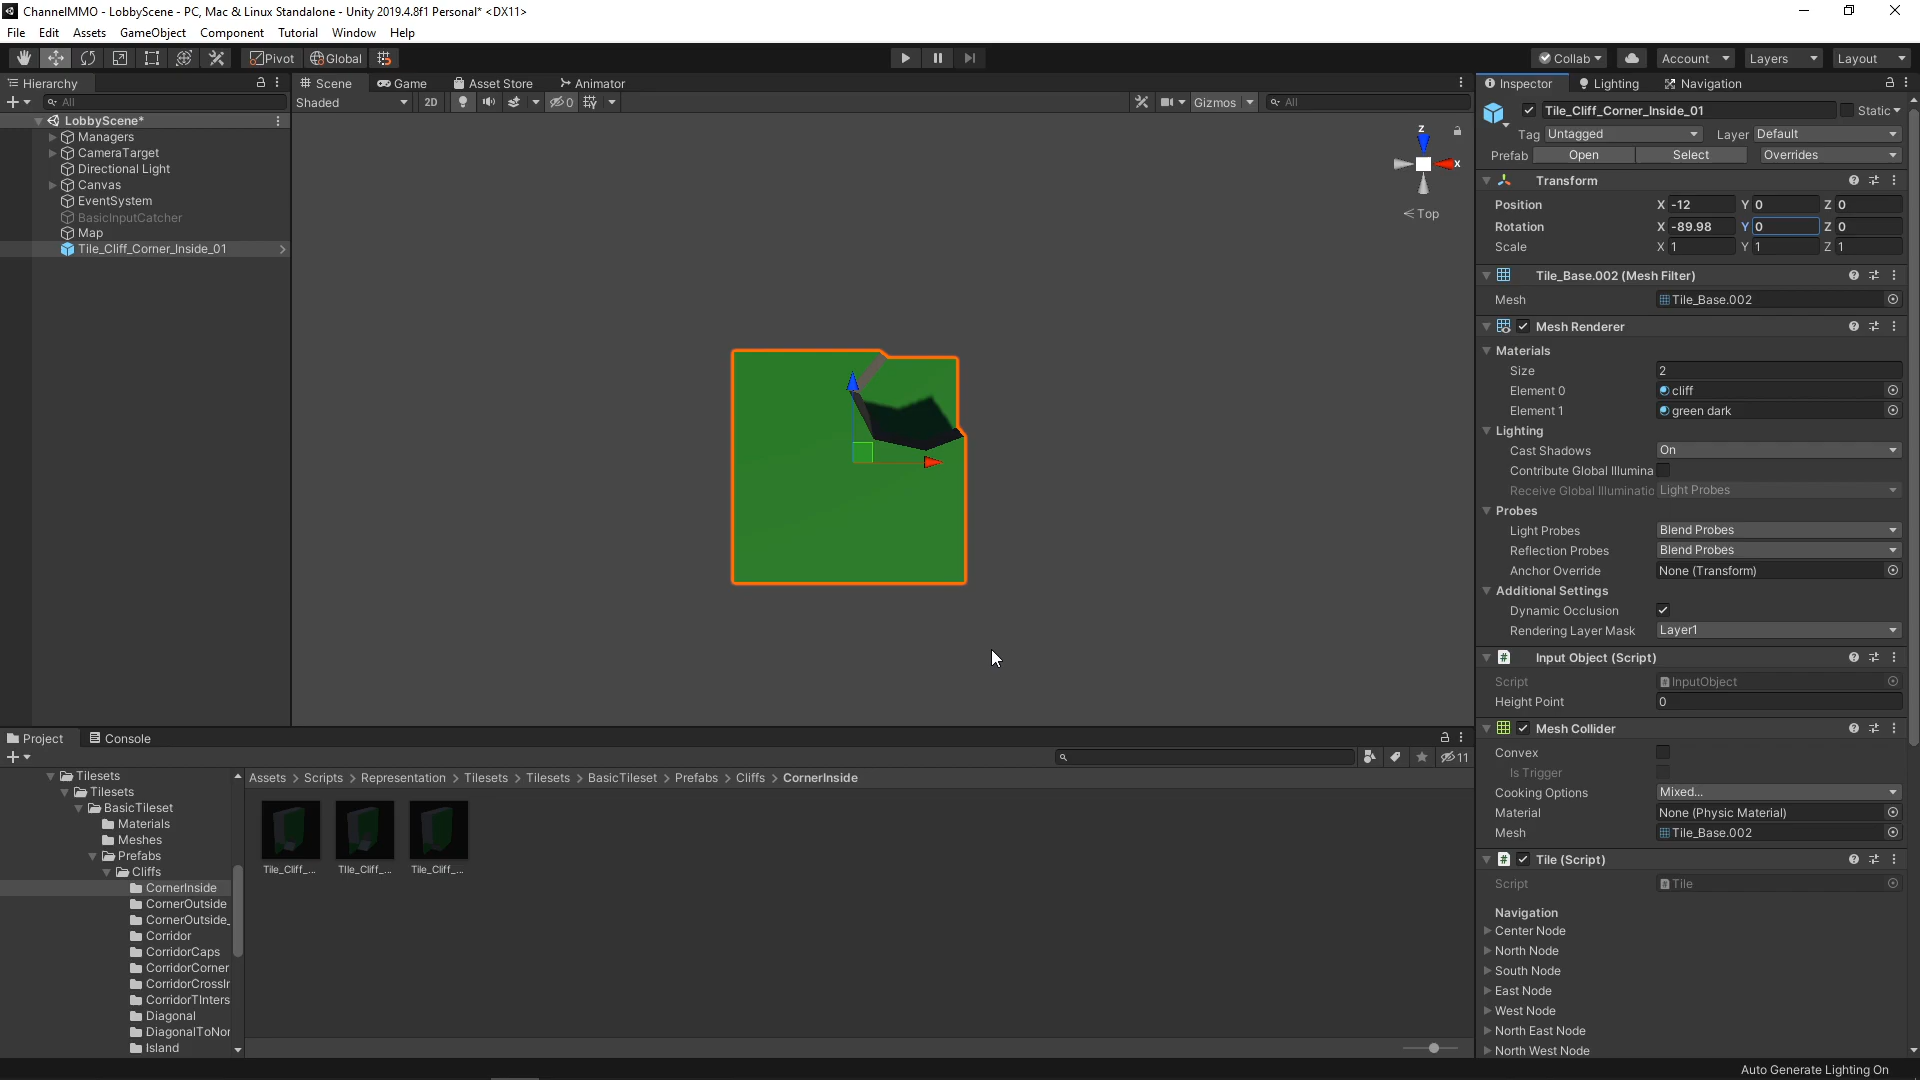 ChannelMMO - LobbyScene - PC, Mac & Linux Standalone - Unity 2019.4.8f1 Personal* <DX11>
File Edit Assets GameObject Component Tutorial Window Help
Pivot Global Collab Account Layers Layout
Hierarchy
All
LobbyScene*
Managers
CameraTarget
Directional Light
Canvas
EventSystem
BasicInputCatcher
Map
Tile_Cliff_Corner_Inside_01
Scene Game Asset Store Animator
Shaded 2D 0 Gizmos All
z
x
Top
Inspector Lighting Navigation
Tile_Cliff_Corner_Inside_01 Static
Tag Untagged Layer Default
Prefab Open Select Overrides
Transform
Position X -12 Y 0 Z 0
Rotation X -89.98 Y 0 Z 0
Scale X 1 Y 1 Z 1
Tile_Base.002 (Mesh Filter)
Mesh Tile_Base.002
Mesh Renderer
Materials
Size 2
Element 0 cliff
Element 1 green dark
Lighting
Cast Shadows On
Contribute Global Illumina
Receive Global Illuminatio Light Probes
Probes
Light Probes Blend Probes
Reflection Probes Blend Probes
Anchor Override None (Transform)
Additional Settings
Dynamic Occlusion
Rendering Layer Mask Layer1
Input Object (Script)
Script InputObject
Height Point 0
Mesh Collider
Convex
Is Trigger
Cooking Options Mixed...
Material None (Physic Material)
Mesh Tile_Base.002
Tile (Script)
Script Tile
Navigation
Center Node
North Node
South Node
East Node
West Node
North East Node
North West Node
Project Console
11
Tilesets
Tilesets
BasicTileset
Materials
Meshes
Prefabs
Cliffs
CornerInside
CornerOutside
CornerOutside_
Corridor
CorridorCaps
CorridorCorner
CorridorCrossIr
CorridorTInters
Diagonal
DiagonalToNor
Island
Assets > Scripts > Representation > Tilesets > Tilesets > BasicTileset > Prefabs > Cliffs > CornerInside
Tile_Cliff_... Tile_Cliff_... Tile_Cliff_...
Auto Generate Lighting On